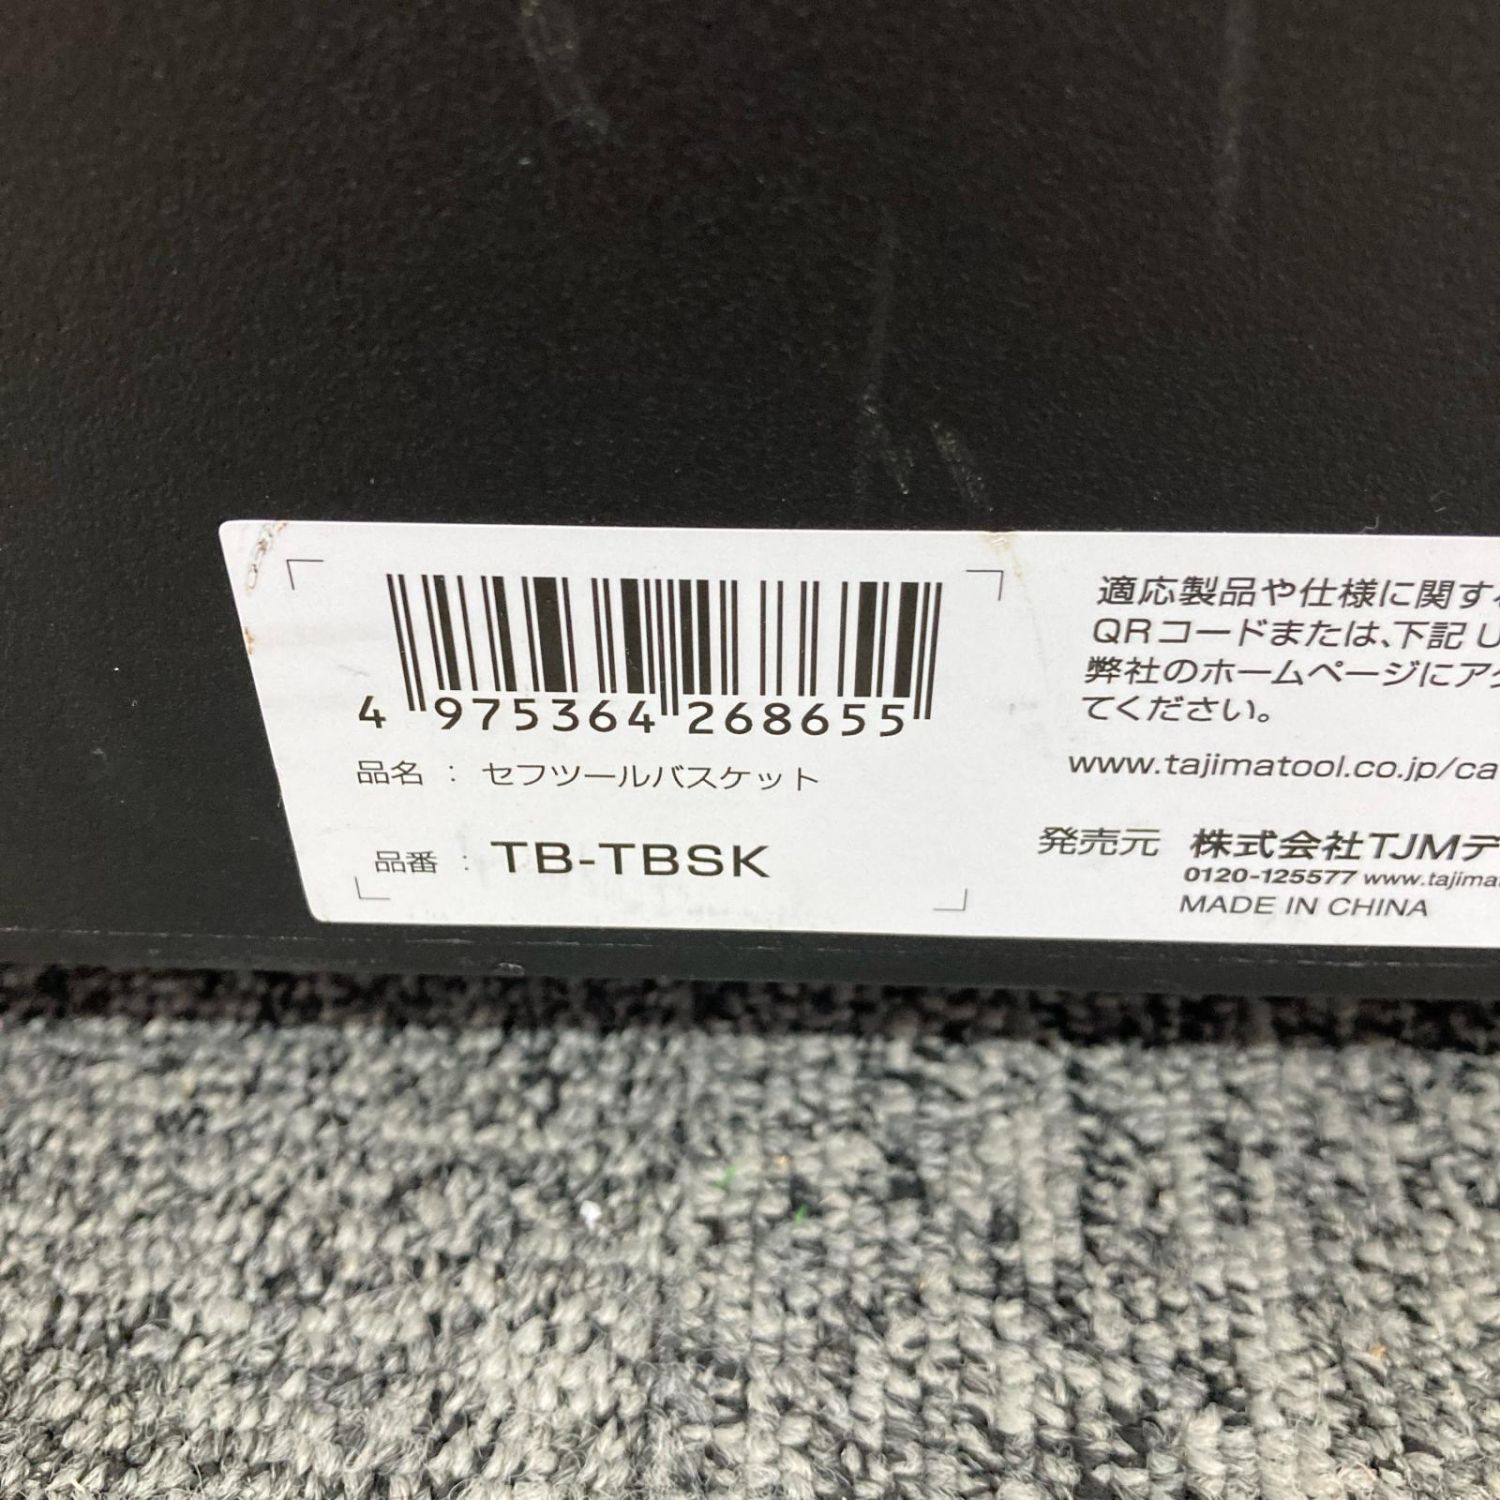 4 975364 268655
品名 : セフツールバスケット
品番 : TB-TBSK
適応製品や仕様に関する
QRコードまたは、下記U
弊社のホームページにアク
てください。
www.tajimatool.co.jp/ca
発売元 株式会社TJMデ
0120-125577 www.tajima
MADE IN CHINA